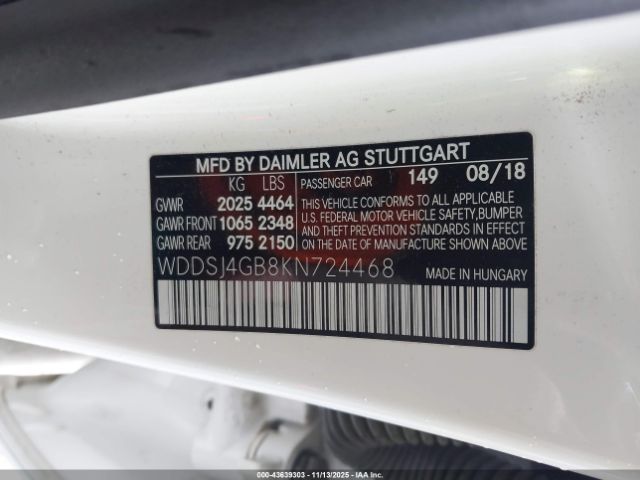 MFD BY DAIMLER AG STUTTGART
KG LBS PASSENGER CAR 149 08/18
GVWR 2025 4464
GAWR FRONT 1065 2348
GAWR REAR 975 2150
THIS VEHICLE CONFORMS TO ALL APPLICABLE
U.S. FEDERAL MOTOR VEHICLE SAFETY, BUMPER
AND THEFT PREVENTION STANDARDS IN EFFECT
ON THE DATE OF MANUFACTURE SHOWN ABOVE.
WDDSJ4GB8KN724468 MADE IN HUNGARY
IAA -- 43639303 -- 11/13/2025 -- IAAI.COM